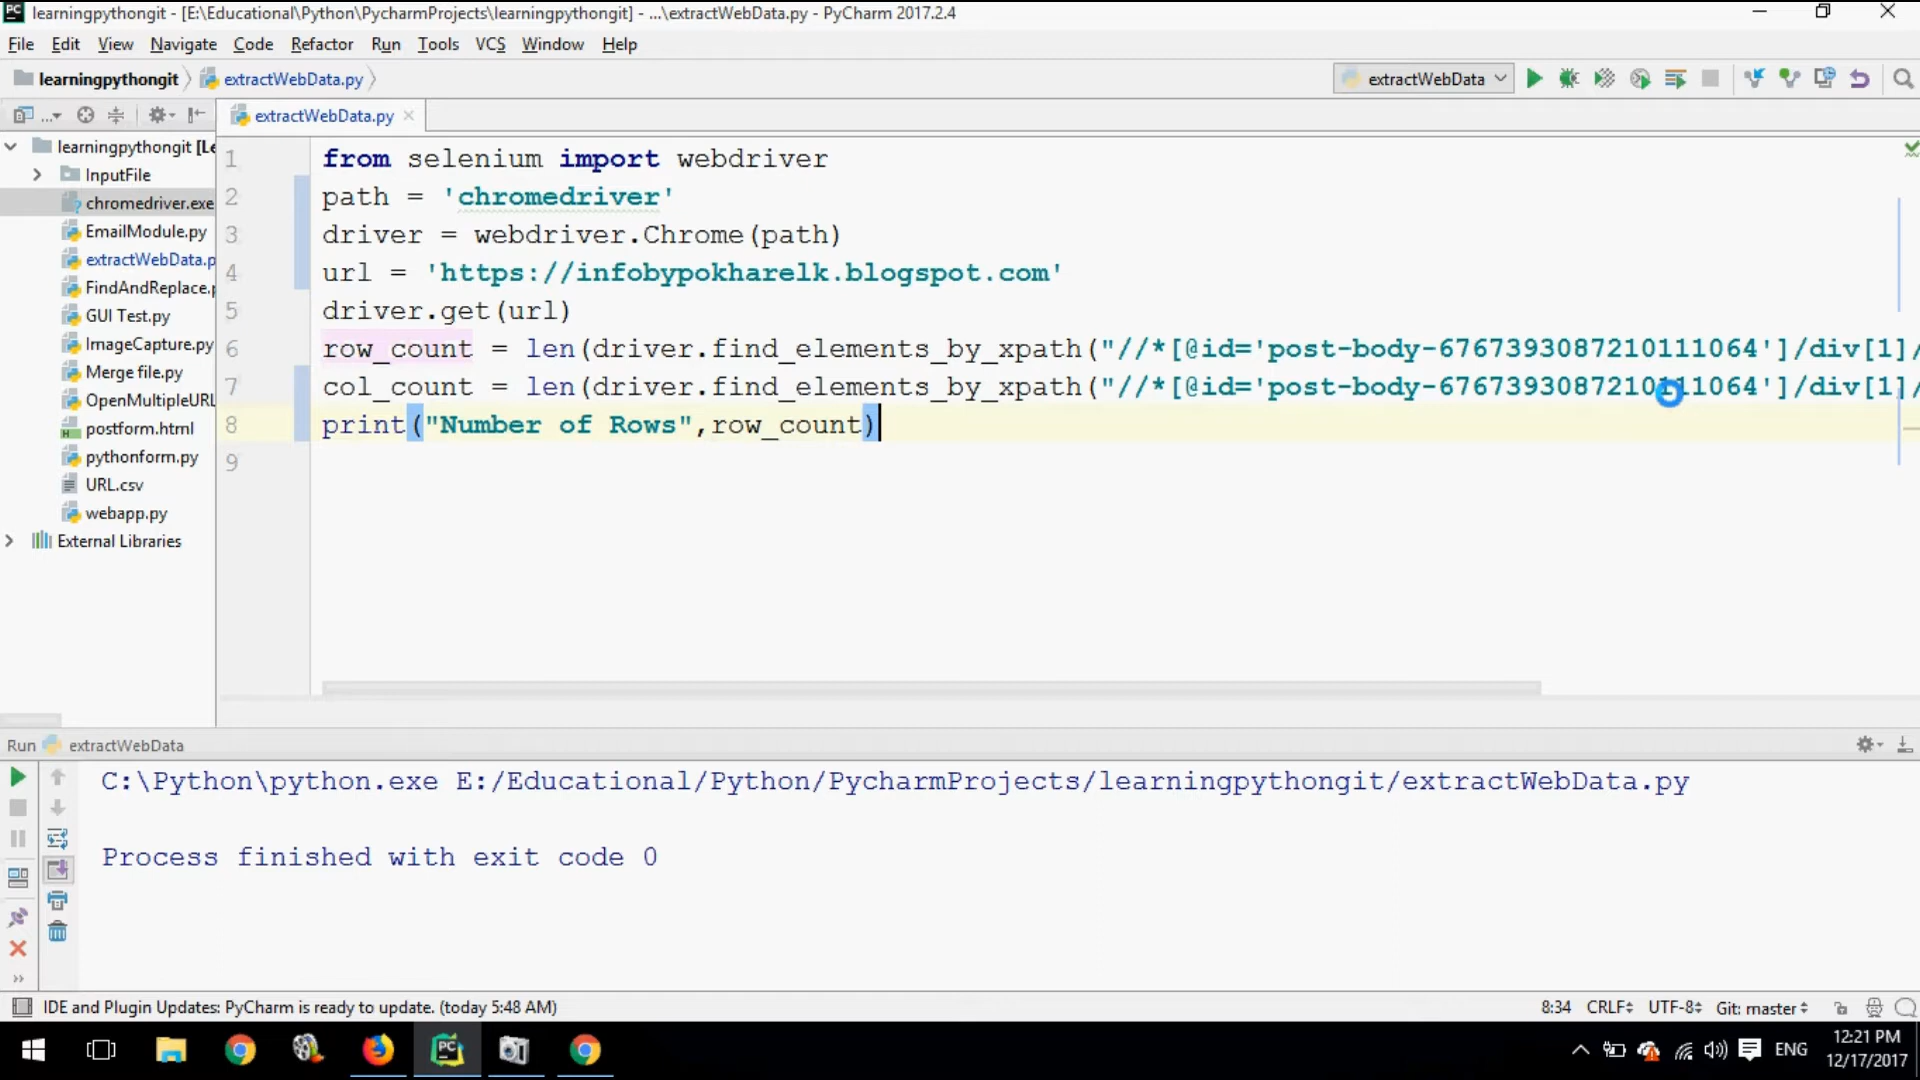 PC learningpythongit - [E:\Educational\Python\PycharmProjects\learningpythongit] - ...\extractWebData.py - PyCharm 2017.2.4
File Edit View Navigate Code Refactor Run Tools VCS Window Help
learningpythongit extractWebData.py extractWebData
... extractWebData.py
learningpythongit [Le
InputFile
chromedriver.exe
EmailModule.py
extractWebData.p
FindAndReplace.p
GUI Test.py
ImageCapture.py
Merge file.py
OpenMultipleURL
postform.html
pythonform.py
URL.csv
webapp.py
External Libraries
1 from selenium import webdriver
2 path = 'chromedriver'
3 driver = webdriver.Chrome(path)
4 url = 'https://infobypokharelk.blogspot.com'
5 driver.get(url)
6 row_count = len(driver.find_elements_by_xpath("//*[@id='post-body-6767393087210111064']/div[1]/
7 col_count = len(driver.find_elements_by_xpath("//*[@id='post-body-6767393087210111064']/div[1]/
8 print("Number of Rows",row_count)
9
Run extractWebData
C:\Python\python.exe E:/Educational/Python/PycharmProjects/learningpythongit/extractWebData.py
Process finished with exit code 0
IDE and Plugin Updates: PyCharm is ready to update. (today 5:48 AM) 8:34 CRLF UTF-8 Git: master
PC ENG 12:21 PM
12/17/2017